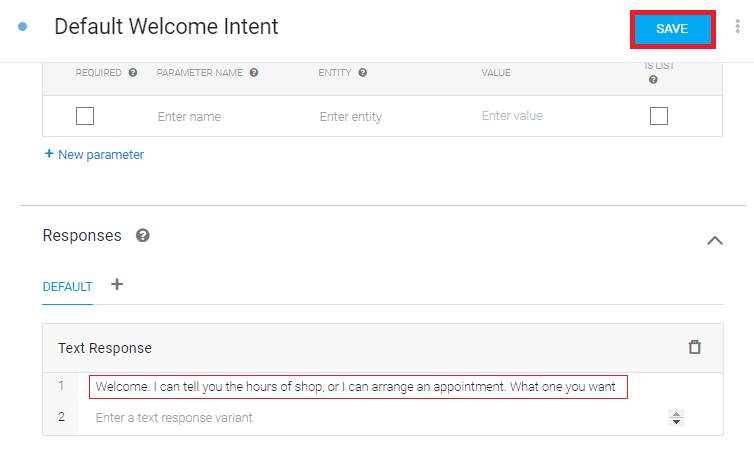 Default Welcome Intent
SAVE
REQUIRED ? PARAMETER NAME ? ENTITY ? VALUE IS LIST ?
Enter name Enter entity Enter value
+ New parameter
Responses ?
DEFAULT +
Text Response
1 Welcome. I can tell you the hours of shop, or I can arrange an appointment. What one you want
2 Enter a text response variant